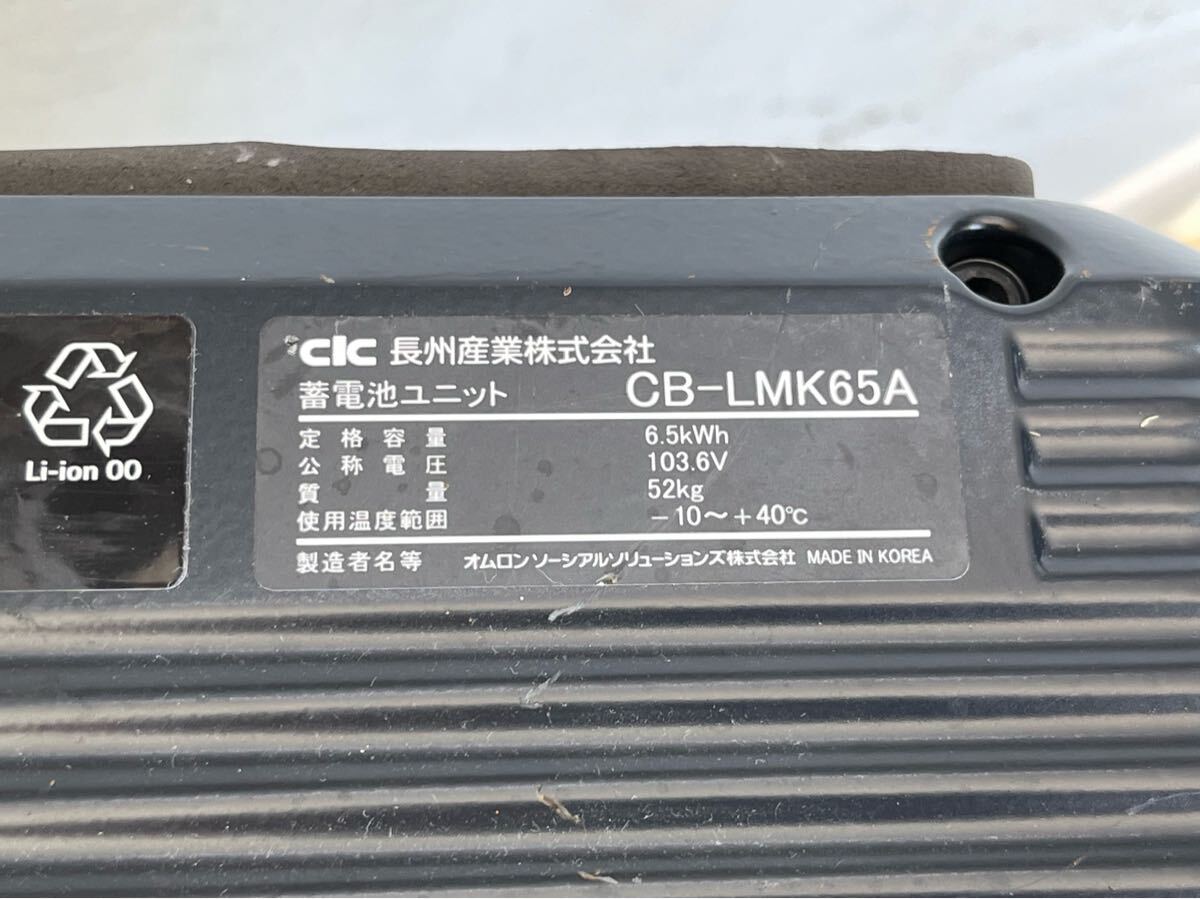 Li-ion 00
CIC 長州産業株式会社
蓄電池ユニット CB-LMK65A
定格容量 6.5kWh
公称電圧 103.6V
質量 52kg
使用温度範囲 -10～+40℃
製造者名等 オムロンソーシアルソリューションズ株式会社 MADE IN KOREA